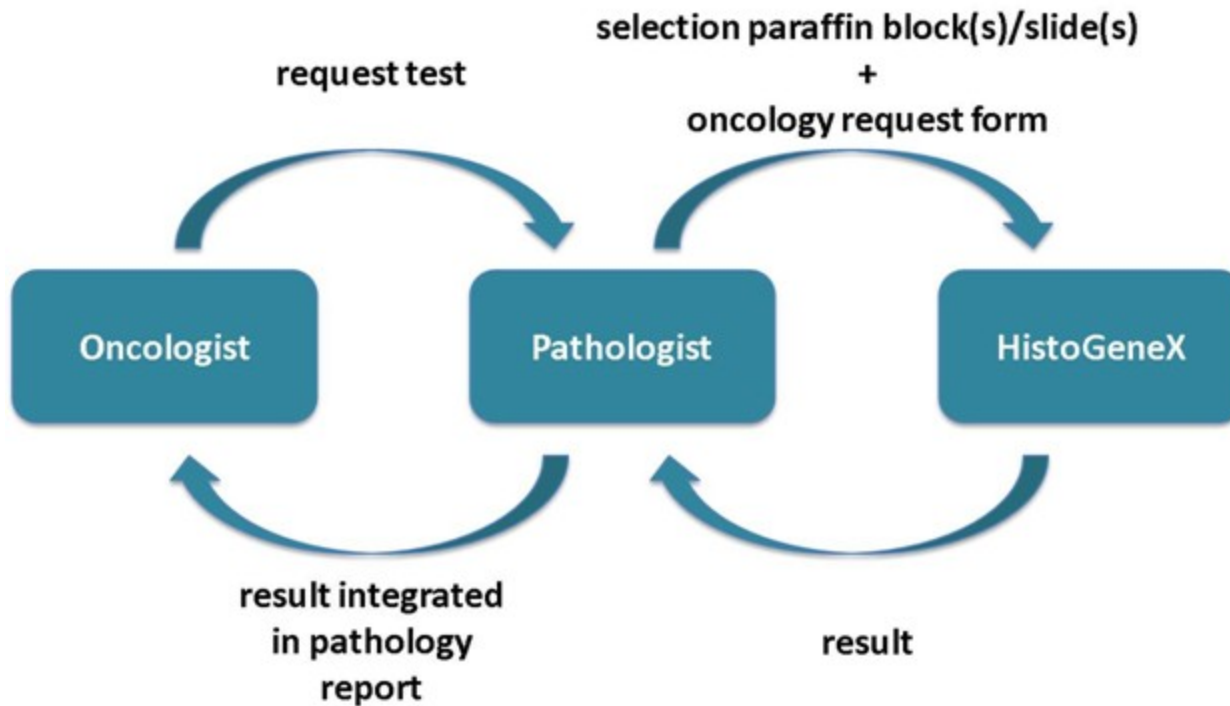 request test
selection paraffin block(s)/slide(s)
+
oncology request form
Oncologist
Pathologist
HistoGeneX
result integrated
in pathology
report
result